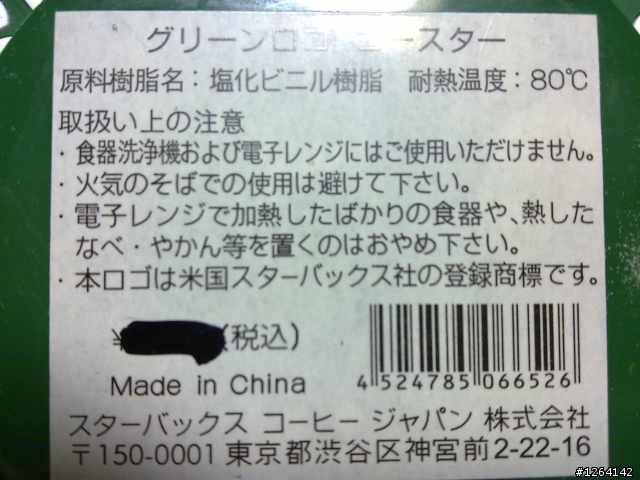 グリーンロゴ コースター
原料樹脂名：塩化ビニル樹脂 耐熱温度：80℃
取扱い上の注意
・食器洗浄機および電子レンジにはご使用いただけません。
・火気のそばでの使用は避けて下さい。
・電子レンジで加熱したばかりの食器や、熱した
なべ・やかん等を置くのはおやめ下さい。
・本ロゴは米国スターバックス社の登録商標です。
(税込)
Made in China
4 524785 066526
スターバックス コーヒー ジャパン 株式会社
〒150-0001 東京都渋谷区神宮前2-22-16
#1264142